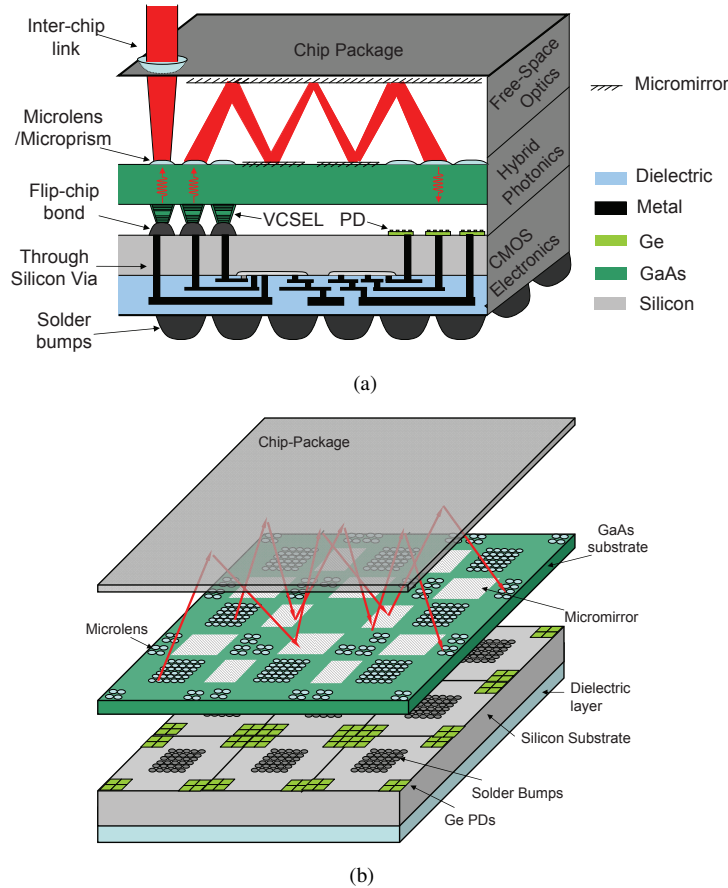 Inter-chip
link
Chip Package
Free-Space
Optics
Micromirror
Microlens
/Microprism
Hybrid
Photonics
Flip-chip
bond
VCSEL
PD
Through
Silicon Via
CMOS
Electronics
Solder
bumps
Dielectric
Metal
Ge
GaAs
Silicon
(a)
Chip-Package
GaAs
substrate
Micromirror
Microlens
Dielectric
layer
Silicon Substrate
Solder Bumps
Ge PDs
(b)